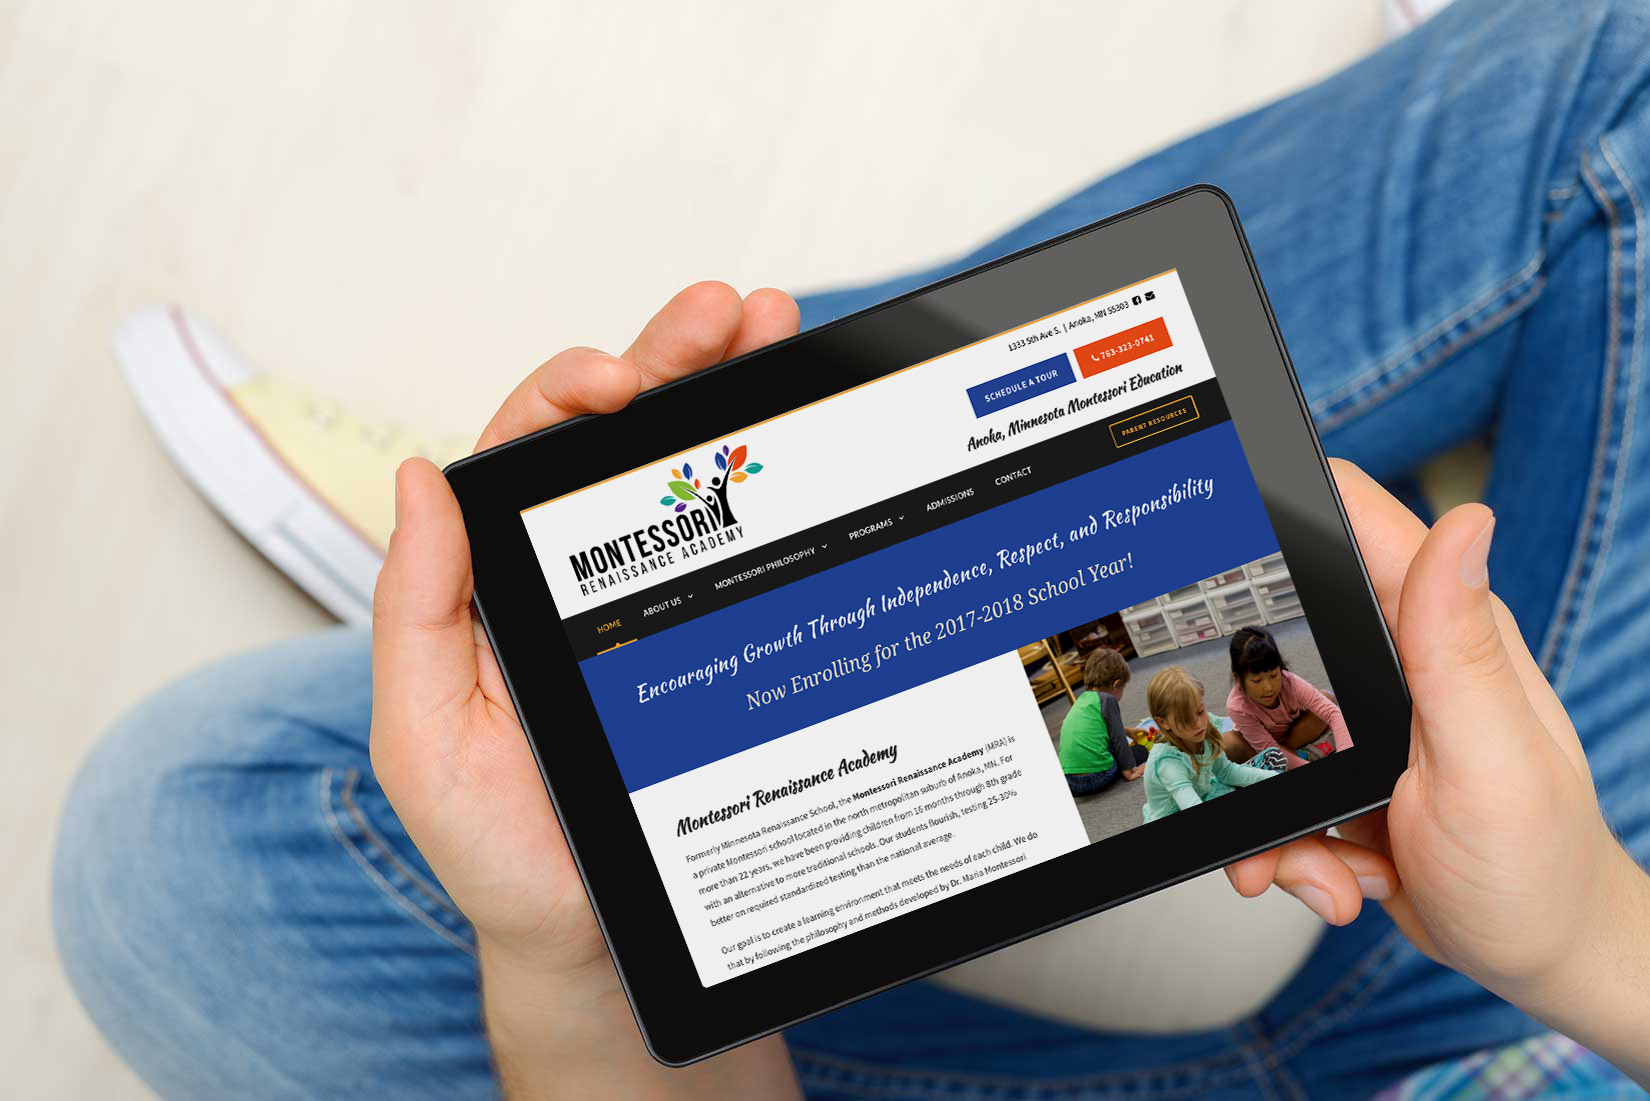 1333 5th Ave S. | Anoka, MN 55303
SCHEDULE A TOUR
763-323-0741
Anoka, Minnesota Montessori Education
MONTESSORI
RENAISSANCE ACADEMY
HOME
ABOUT US
MONTESSORI PHILOSOPHY
PROGRAMS
ADMISSIONS
CONTACT
PARENT RESOURCES
Encouraging Growth Through Independence, Respect, and Responsibility
Now Enrolling for the 2017-2018 School Year!
Montessori Renaissance Academy
Formerly Minnesota Renaissance School, the Montessori Renaissance Academy (MRA) is
a private Montessori school located in the north metropolitan suburb of Anoka, MN. For
more than 22 years, we have been providing children from 16 months through 8th grade
with an alternative to more traditional schools. Our students flourish, testing 25-30%
better on required standardized testing than the national average.
Our goal is to create a learning environment that meets the needs of each child. We do
that by following the philosophy and methods developed by Dr. Maria Montessori